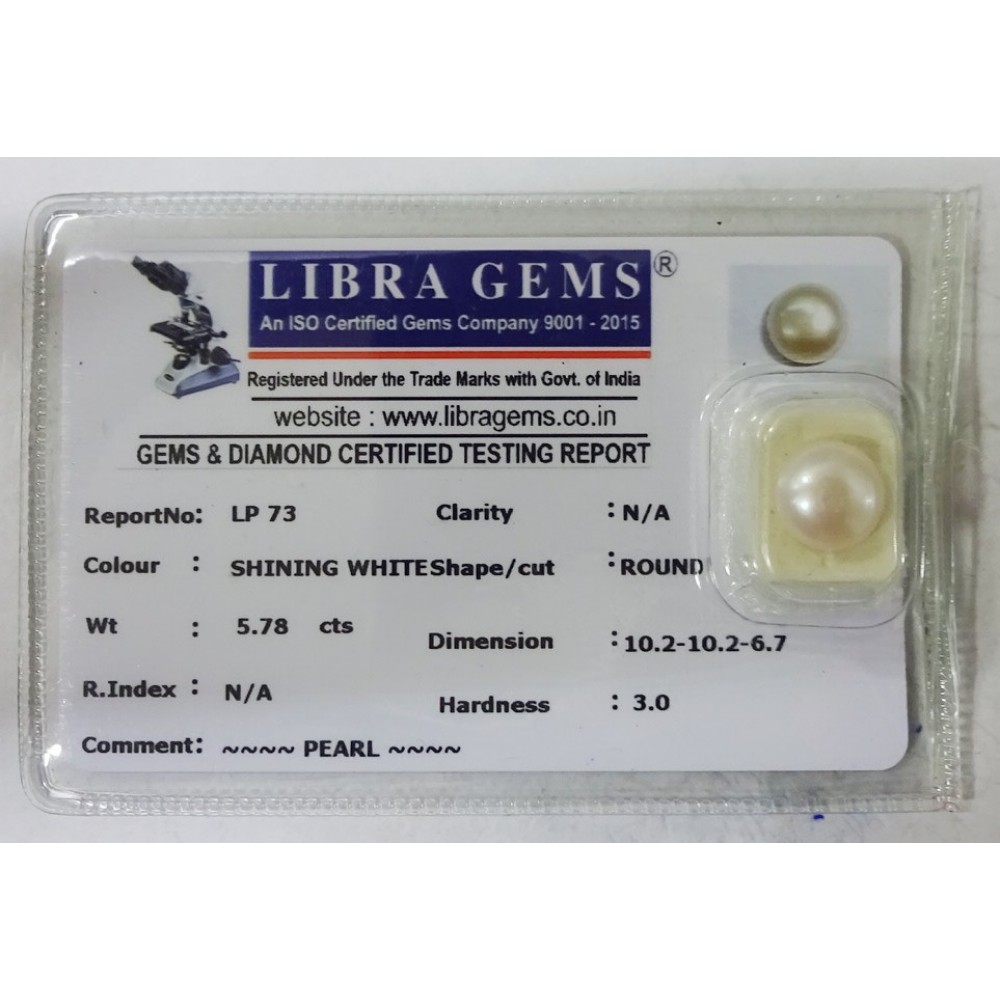 LIBRA GEMS®
An ISO Certified Gems Company 9001 - 2015
Registered Under the Trade Marks with Govt. of India
website : www.libragems.co.in
GEMS & DIAMOND CERTIFIED TESTING REPORT
ReportNo: LP 73 Clarity : N/A
Colour : SHINING WHITE Shape/cut : ROUND
Wt : 5.78 cts Dimension : 10.2-10.2-6.7
R.Index : N/A Hardness : 3.0
Comment: ~~~~ PEARL ~~~~